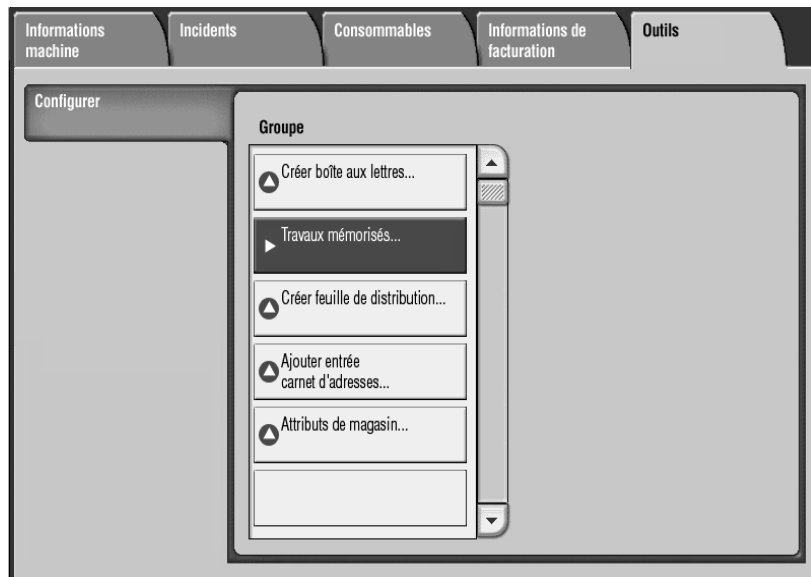 Informations
machine
Incidents
Consommables
Informations de
facturation
Outils
Configurer
Groupe
Créer boîte aux lettres...
Travaux mémorisés...
Créer feuille de distribution...
Ajouter entrée
carnet d'adresses...
Attributs de magasin...